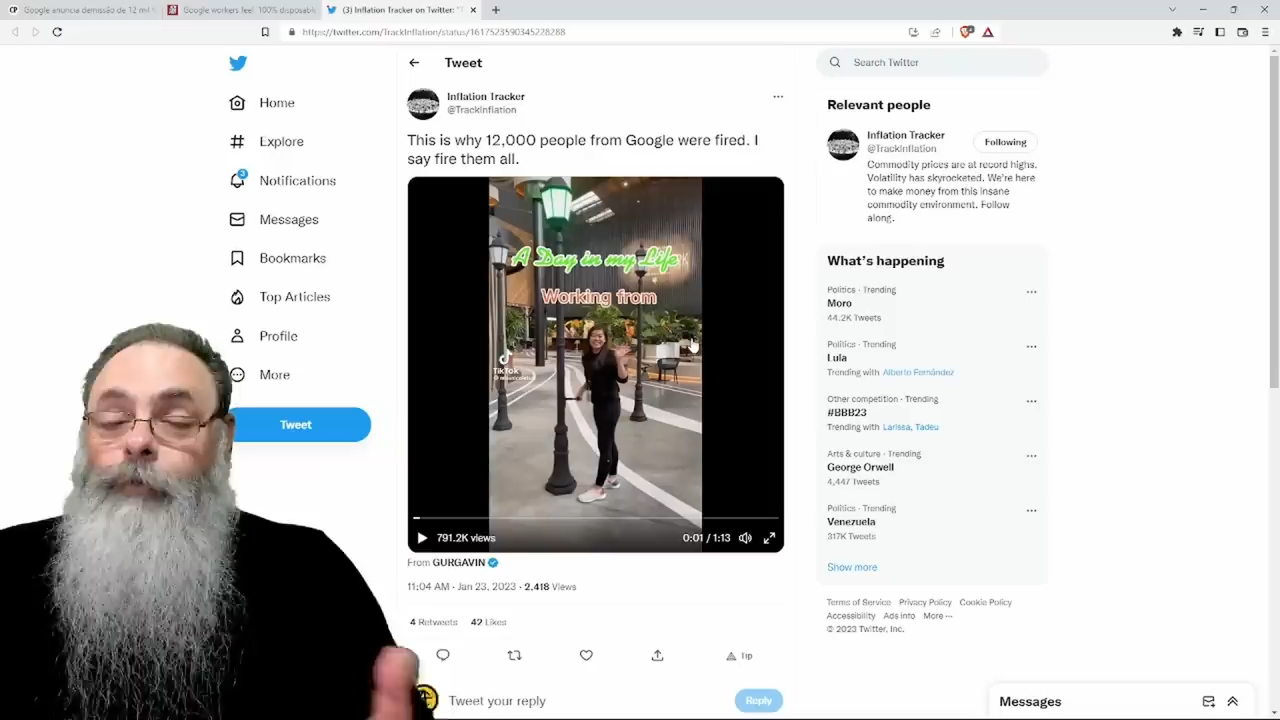 Google anuncia demissão de 12 mil
Google workers feel 100% disposab
(3) Inflation Tracker on Twitter: "T
https://twitter.com/TrackInflation/status/1617523590345228288
Home
Explore
3
Notifications
Messages
Bookmarks
Top Articles
Profile
More
Tweet
Tweet
Inflation Tracker
@TrackInflation
This is why 12,000 people from Google were fired. I
say fire them all.
A Day in my Life
Working from
TikTok
791.2K views
0:01 / 1:13
From GURGAVIN
11:04 AM · Jan 23, 2023 · 2,418 Views
4 Retweets 42 Likes
Tip
Tweet your reply
Reply
Search Twitter
Relevant people
Inflation Tracker
@TrackInflation
Following
Commodity prices are at record highs.
Volatility has skyrocketed. We're here
to make money from this insane
commodity environment. Follow
along.
What's happening
Politics · Trending
Moro
44.2K Tweets
Politics · Trending
Lula
Trending with Alberto Fernández
Other competition · Trending
#BBB23
Trending with Larissa, Tadeu
Arts & culture · Trending
George Orwell
4,447 Tweets
Politics · Trending
Venezuela
317K Tweets
Show more
Terms of Service Privacy Policy Cookie Policy
Accessibility Ads info More ···
© 2023 Twitter, Inc.
Messages